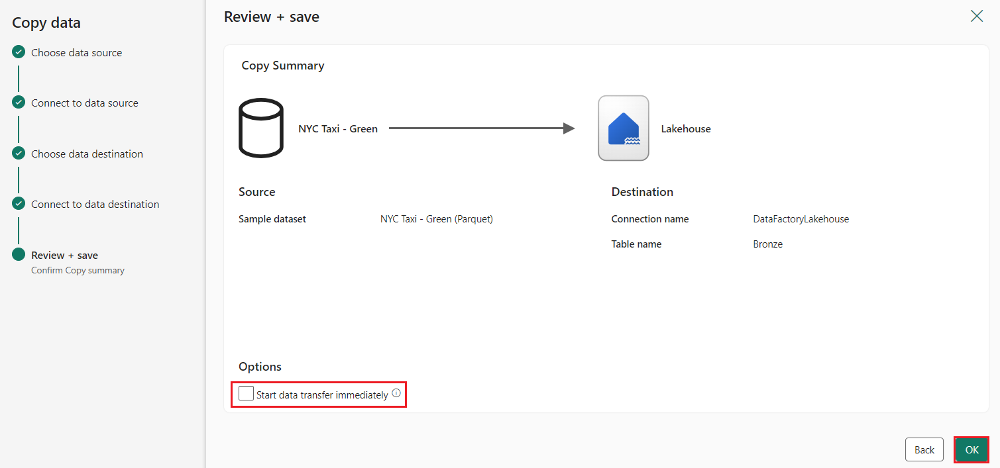 Copy data
Choose data source
Connect to data source
Choose data destination
Connect to data destination
Review + save
Confirm Copy summary
Review + save
Copy Summary
NYC Taxi - Green
Lakehouse
Source
Sample dataset NYC Taxi - Green (Parquet)
Destination
Connection name DataFactoryLakehouse
Table name Bronze
Options
Start data transfer immediately
Back OK